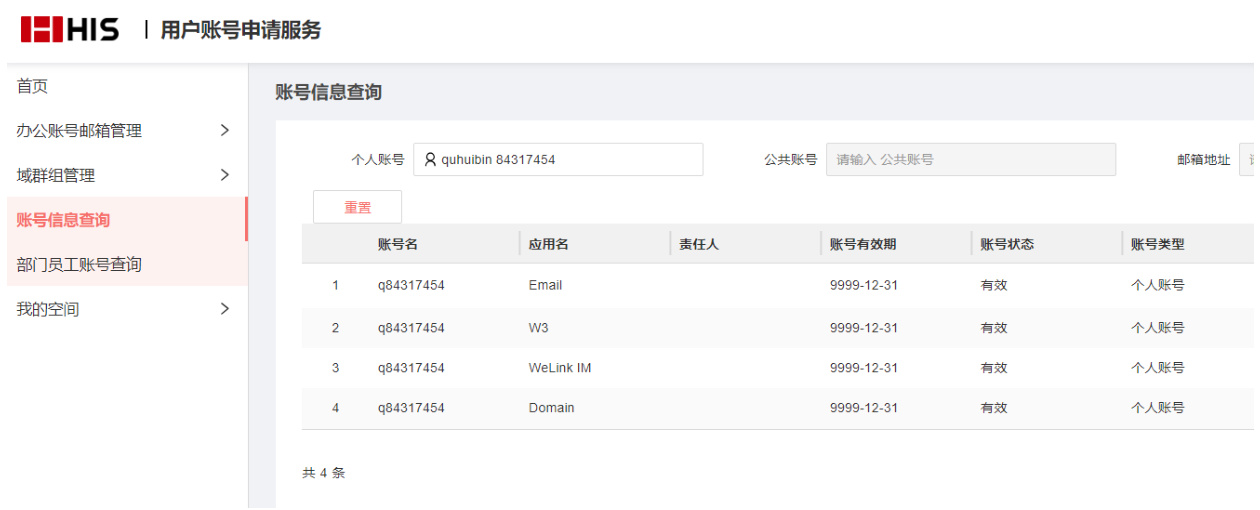 HIS | 用户账号申请服务
首页
办公账号邮箱管理
域群组管理
账号信息查询
部门员工账号查询
我的空间
账号信息查询
个人账号 quhuibin 84317454 公共账号 请输入 公共账号 邮箱地址
重置
账号名 应用名 责任人 账号有效期 账号状态 账号类型
1 q84317454 Email 9999-12-31 有效 个人账号
2 q84317454 W3 9999-12-31 有效 个人账号
3 q84317454 WeLink IM 9999-12-31 有效 个人账号
4 q84317454 Domain 9999-12-31 有效 个人账号
共 4 条